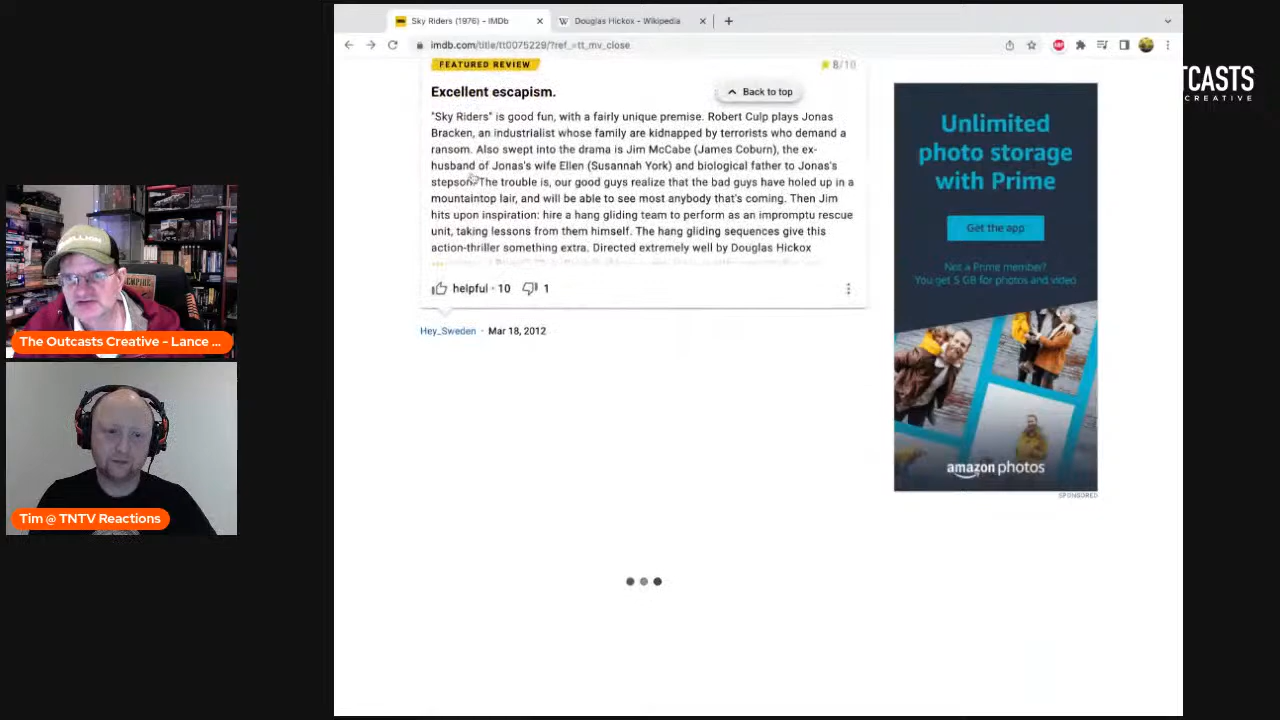 Sky Riders (1976) - IMDb
Douglas Hickox - Wikipedia
imdb.com/title/tt0075229/?ref_=tt_mv_close
FEATURED REVIEW
8/10
Excellent escapism.
Back to top
"Sky Riders" is good fun, with a fairly unique premise. Robert Culp plays Jonas
Bracken, an industrialist whose family are kidnapped by terrorists who demand a
ransom. Also swept into the drama is Jim McCabe (James Coburn), the ex-
husband of Jonas's wife Ellen (Susannah York) and biological father to Jonas's
stepson. The trouble is, our good guys realize that the bad guys have holed up in a
mountaintop lair, and will be able to see most anybody that's coming. Then Jim
hits upon inspiration: hire a hang gliding team to perform as an impromptu rescue
unit, taking lessons from them himself. The hang gliding sequences give this
action-thriller something extra. Directed extremely well by Douglas Hickox
helpful · 10
1
Hey_Sweden · Mar 18, 2012
Unlimited
photo storage
with Prime
Get the app
Not a Prime member?
You get 5 GB for photos and video
amazon photos
SPONSORED
TCASTS
CREATIVE
The Outcasts Creative - Lance ...
Tim @ TNTV Reactions